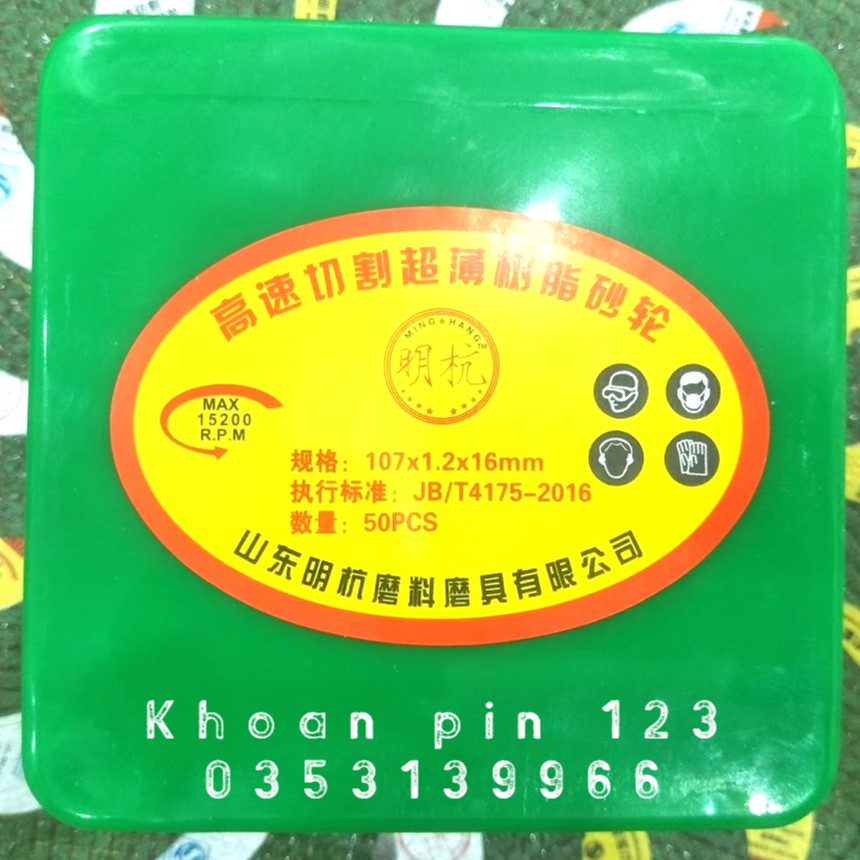 高速切割超薄树脂砂轮
MING★HANG
TM
明杭
MAX
15200
R.P.M
规格：107x1.2x16mm
执行标准：JB/T4175-2016
数量：50PCS
山东明杭磨料磨具有限公司
Khoan pin 123
0353139966